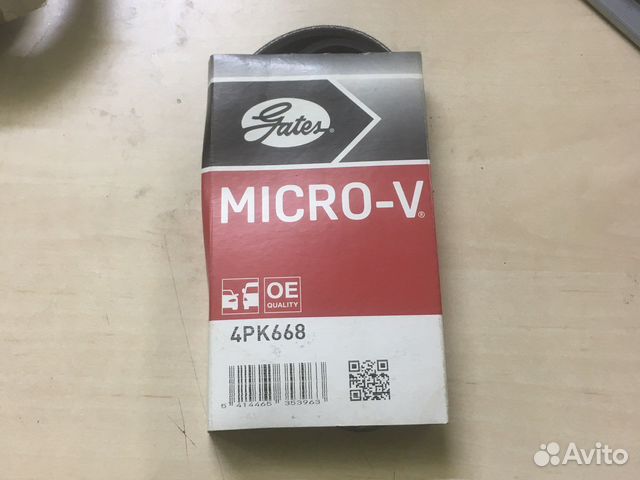 Gates®
MICRO-V®
OE
QUALITY
4PK668
5 414465 353963
Avito